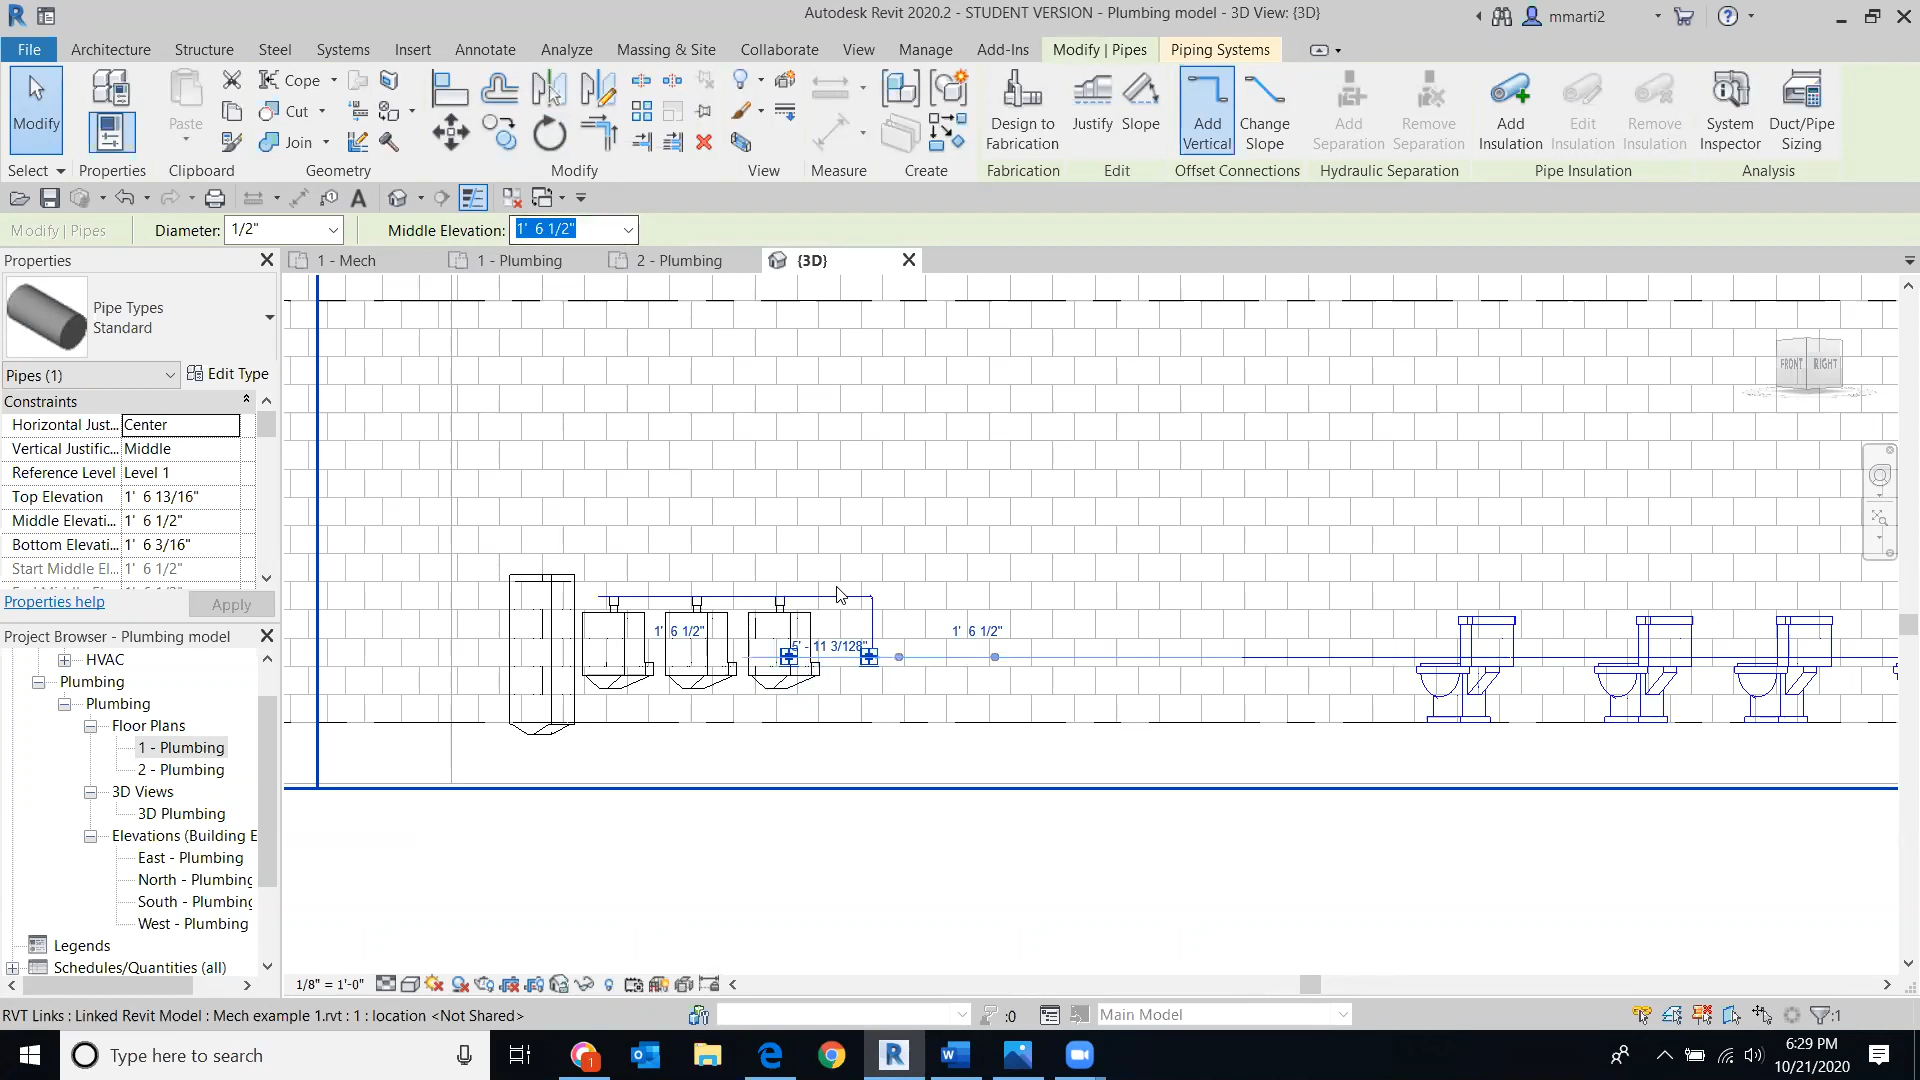 Autodesk Revit 2020.2 - STUDENT VERSION - Plumbing model - 3D View: {3D}
mmarti2
File Architecture Structure Steel Systems Insert Annotate Analyze Massing & Site Collaborate View Manage Add-Ins Modify | Pipes Piping Systems
Modify
Paste
Cope
Cut
Join
Design to Fabrication
Justify
Slope
Add Vertical
Change Slope
Add Separation
Remove Separation
Add Insulation
Edit Insulation
Remove Insulation
System Inspector
Duct/Pipe Sizing
Select Properties Clipboard Geometry Modify View Measure Create Fabrication Edit Offset Connections Hydraulic Separation Pipe Insulation Analysis
Modify | Pipes Diameter: 1/2" Middle Elevation: 1' 6 1/2"
Properties
1 - Mech 1 - Plumbing 2 - Plumbing {3D}
Pipe Types
Standard
Pipes (1) Edit Type
Constraints
Horizontal Just... Center
Vertical Justific... Middle
Reference Level Level 1
Top Elevation 1' 6 13/16"
Middle Elevati... 1' 6 1/2"
Bottom Elevati... 1' 6 3/16"
Start Middle El... 1' 6 1/2"
Properties help Apply
Project Browser - Plumbing model
HVAC
Plumbing
Plumbing
Floor Plans
1 - Plumbing
2 - Plumbing
3D Views
3D Plumbing
Elevations (Building E
East - Plumbing
North - Plumbing
South - Plumbing
West - Plumbing
Legends
Schedules/Quantities (all)
FRONT RIGHT
1' 6 1/2"
1' 6 1/2"
5' - 11 3/128"
1/8" = 1'-0"
RVT Links : Linked Revit Model : Mech example 1.rvt : 1 : location <Not Shared>
:0
Main Model
:1
Type here to search
1
6:29 PM
10/21/2020